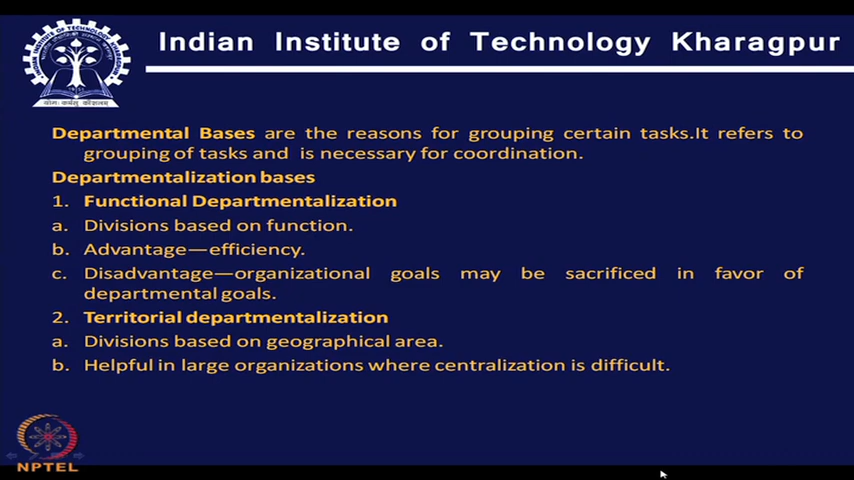 Indian Institute of Technology Kharagpur
Departmental Bases are the reasons for grouping certain tasks.It refers to
grouping of tasks and is necessary for coordination.
Departmentalization bases
1. Functional Departmentalization
a. Divisions based on function.
b. Advantage—efficiency.
c. Disadvantage—organizational goals may be sacrificed in favor of
departmental goals.
2. Territorial departmentalization
a. Divisions based on geographical area.
b. Helpful in large organizations where centralization is difficult.
NPTEL